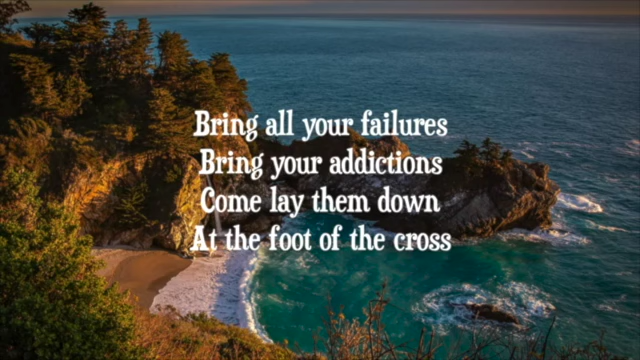 Bring all your failures
Bring your addictions
Come lay them down
At the foot of the cross